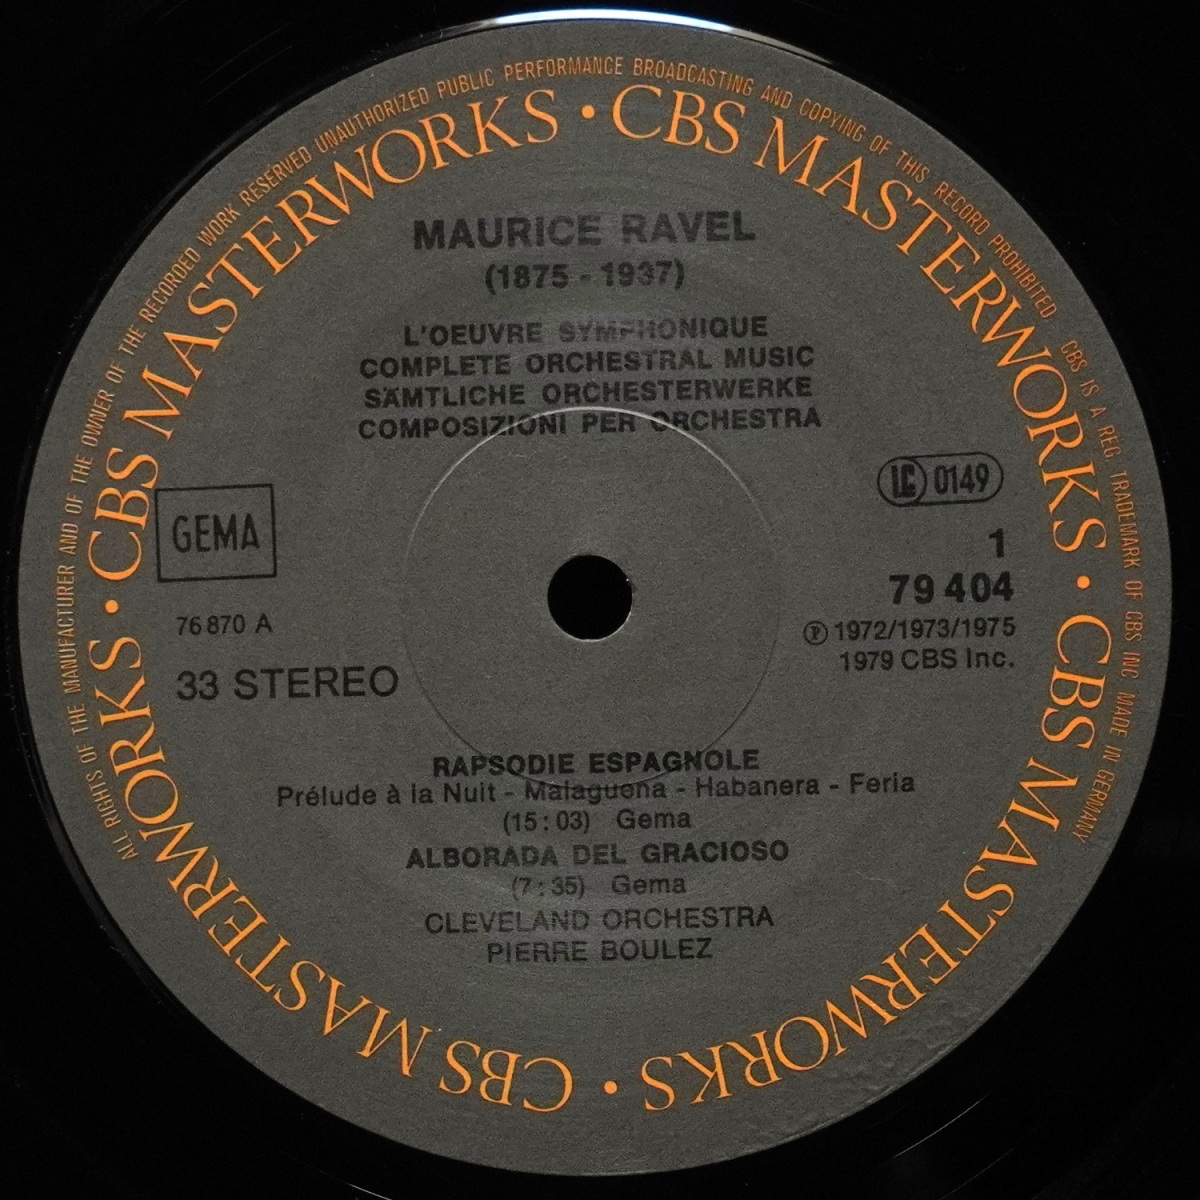 ALL RIGHTS OF THE MANUFACTURER AND OF THE OWNER OF THE RECORDED WORK RESERVED UNAUTHORIZED PUBLIC PERFORMANCE BROADCASTING AND COPYING OF THIS RECORD PROHIBITED
CBS IS A REG. TRADEMARK OF CBS INC. MADE IN GERMANY
CBS MASTERWORKS • CBS MASTERWORKS • CBS MASTERWORKS • CBS MASTERWORKS •
MAURICE RAVEL
(1875 - 1937)
L'OEUVRE SYMPHONIQUE
COMPLETE ORCHESTRAL MUSIC
SÄMTLICHE ORCHESTERWERKE
COMPOSIZIONI PER ORCHESTRA
LC 0149
GEMA
1
79 404
76 870 A
℗ 1972/1973/1975
1979 CBS Inc.
33 STEREO
RAPSODIE ESPAGNOLE
Prélude à la Nuit - Malaguena - Habanera - Feria
(15 : 03) Gema
ALBORADA DEL GRACIOSO
(7 : 35) Gema
CLEVELAND ORCHESTRA
PIERRE BOULEZ